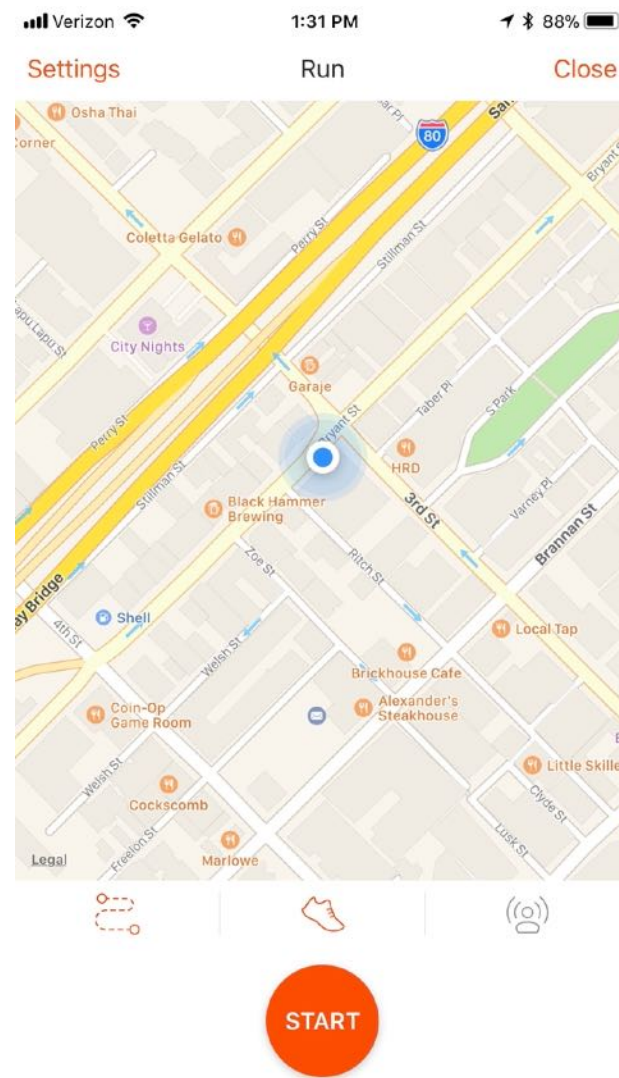 Verizon 1:31 PM 88%
Settings Run Close
Osha Thai
Corner
80
Bryant St
Coletta Gelato
Perry St
Stillman St
Lapu Lapu St
City Nights
Garaje
Taber Pl
S Park
Perry St
Bryant St
HRD
Stillman St
3rd St
Varney Pl
Black Hammer
Brewing
Brannan St
Zoe St
Ritch St
ay Bridge
Shell
4th St
Local Tap
Welsh St
Brickhouse Cafe
Alexander's
Steakhouse
Coin-Op
Game Room
Little Skille
Welsh St
Clyde St
Cockscomb
Freelon St
Lusk St
Marlowe
Legal
START